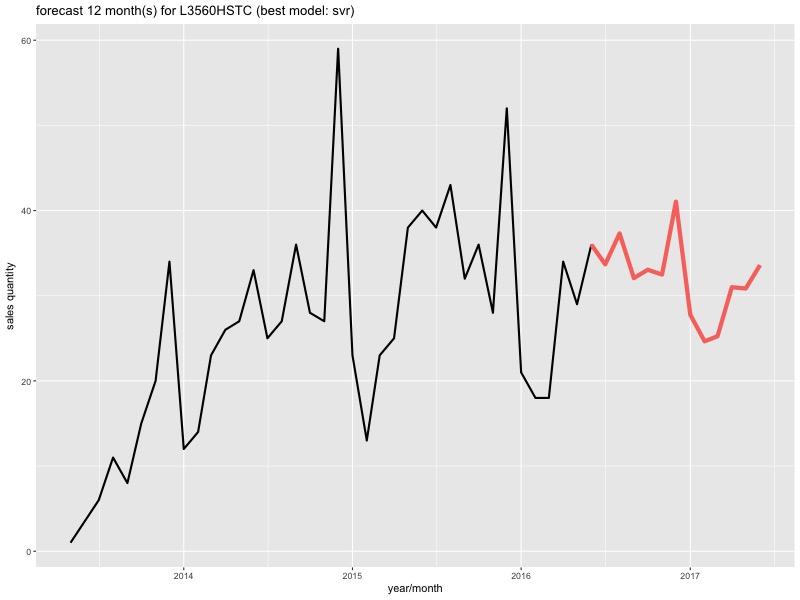 forecast 12 month(s) for L3560HSTC (best model: svr)
60
40
20
0
sales quantity
2014
2015
2016
2017
year/month